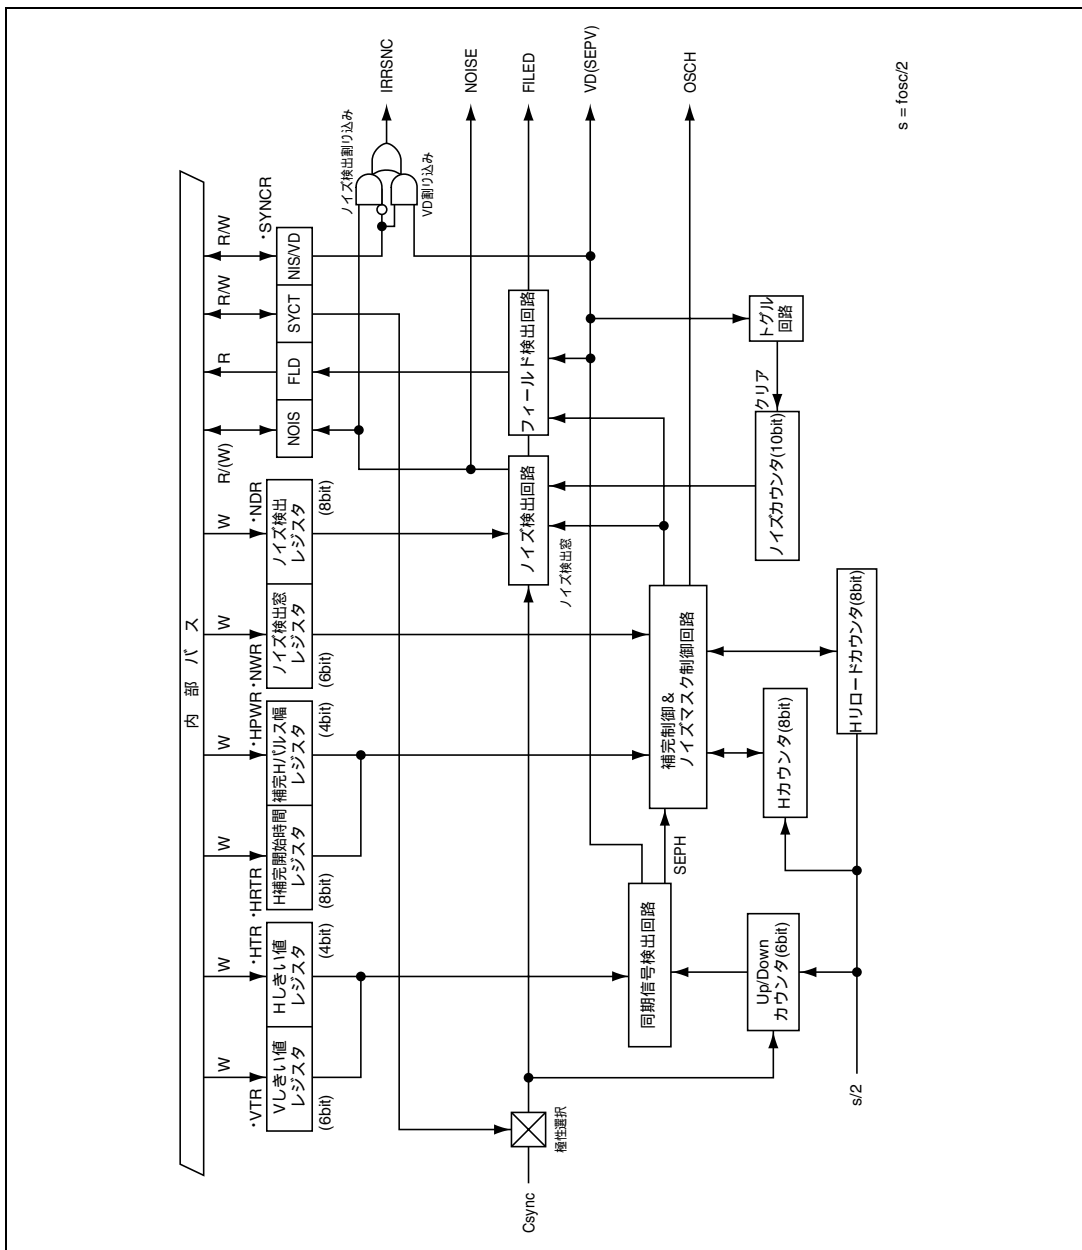 内部バス
W
W
W
W
W
W
R/(W)
R
R/W
R/W
・VTR
・HTR
・HRTR
・HPWR
・NWR
・NDR
・SYNCR
Vしきい値
レジスタ
(6bit)
Hしきい値
レジスタ
(4bit)
H補完開始時間
レジスタ
(8bit)
補完Hパルス幅
レジスタ
(4bit)
ノイズ検出窓
レジスタ
(6bit)
ノイズ検出
レジスタ
(8bit)
NOIS
FLD
SYCT
NIS/VD
ノイズ検出割り込み
VD割り込み
IRRSNC
NOISE
FILED
VD(SEPV)
OSCH
Csync
極性選択
ノイズ検出回路
ノイズ検出窓
フィールド検出回路
同期信号検出回路
SEPH
補完制御 &
ノイズマスク制御回路
トグル
回路
クリア
ノイズカウンタ(10bit)
Up/Down
カウンタ(6bit)
Hカウンタ(8bit)
Hリロードカウンタ(8bit)
s/2
s = fosc/2